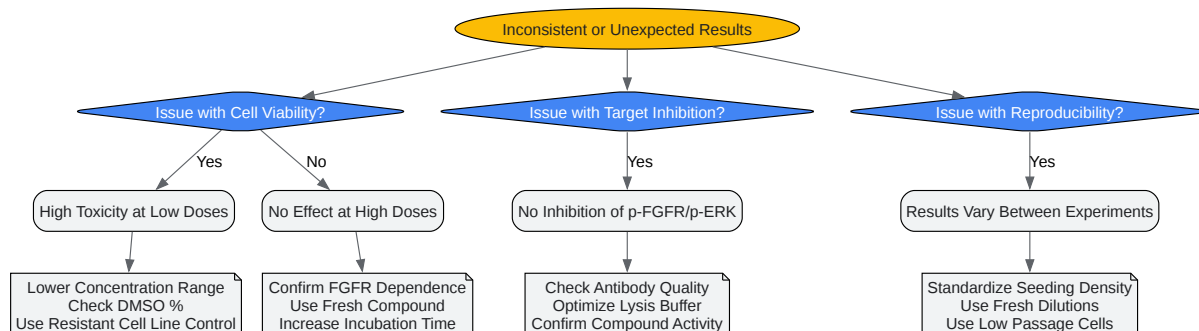 Inconsistent or Unexpected Results
Issue with Cell Viability?
Issue with Target Inhibition?
Issue with Reproducibility?
Yes
No
Yes
Yes
High Toxicity at Low Doses
No Effect at High Doses
No Inhibition of p-FGFR/p-ERK
Results Vary Between Experiments
Lower Concentration Range
Check DMSO %
Use Resistant Cell Line Control
Confirm FGFR Dependence
Use Fresh Compound
Increase Incubation Time
Check Antibody Quality
Optimize Lysis Buffer
Confirm Compound Activity
Standardize Seeding Density
Use Fresh Dilutions
Use Low Passage Cells